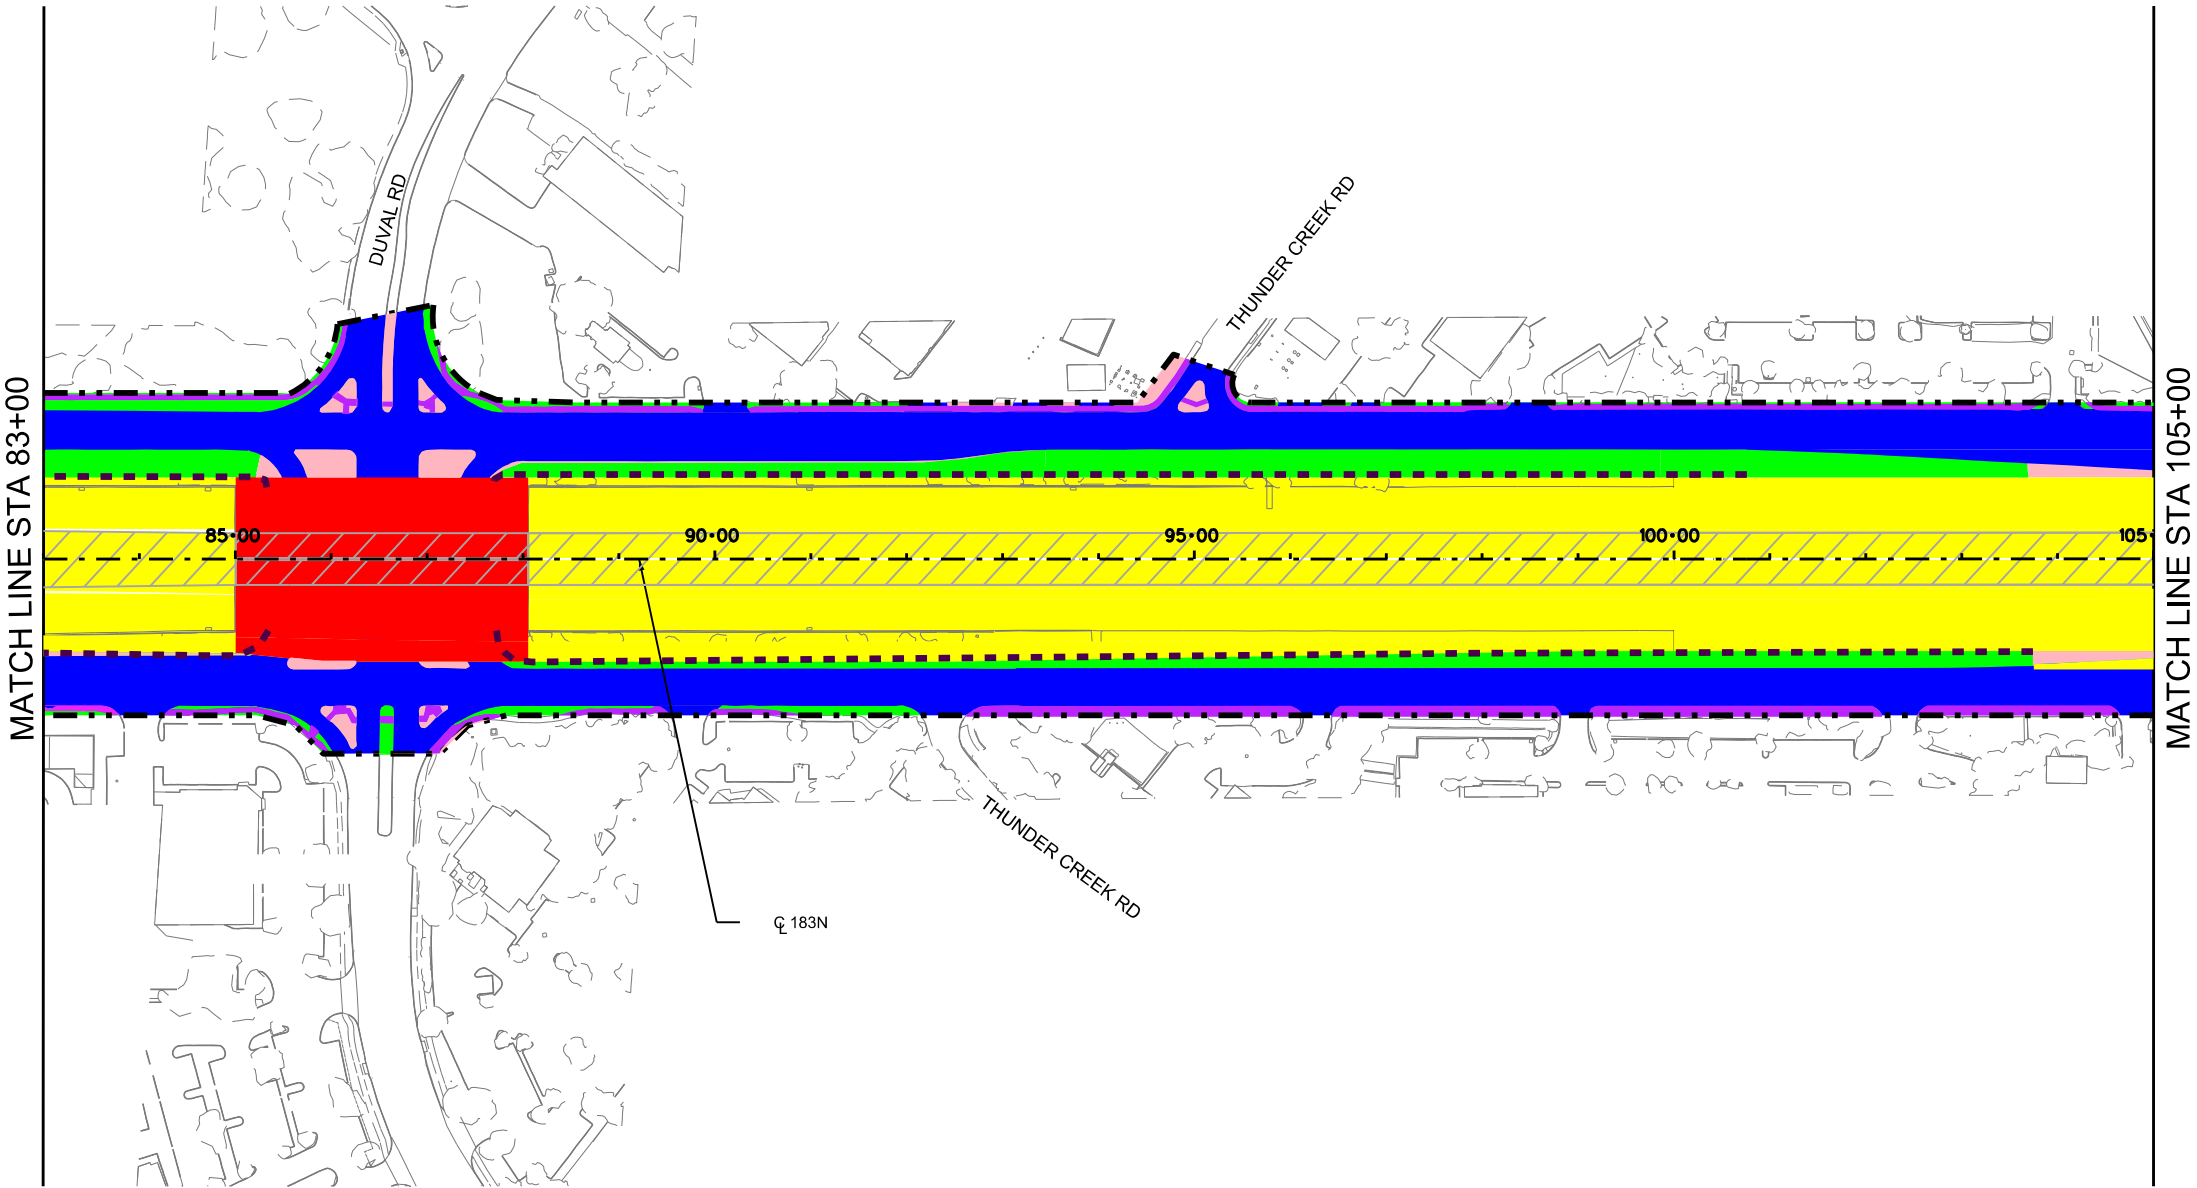 MATCH LINE STA 83+00
DUVAL RD
THUNDER CREEK RD
85+00
90+00
95+00
100+00
105+
MATCH LINE STA 105+00
THUNDER CREEK RD
℄ 183N